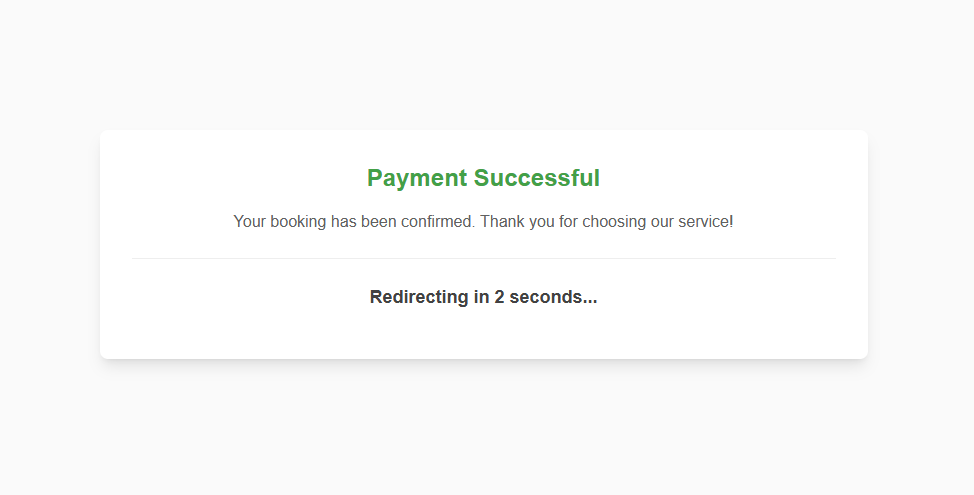 Payment Successful
Your booking has been confirmed. Thank you for choosing our service!
Redirecting in 2 seconds...